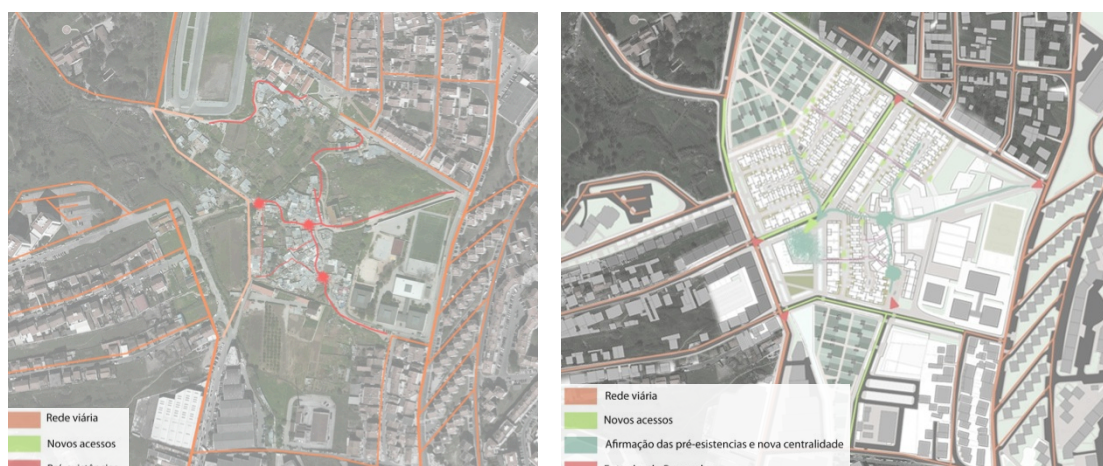 Rede viária
Novos acessos
Rede viária
Novos acessos
Afirmação das pré-esistencias e nova centralidade